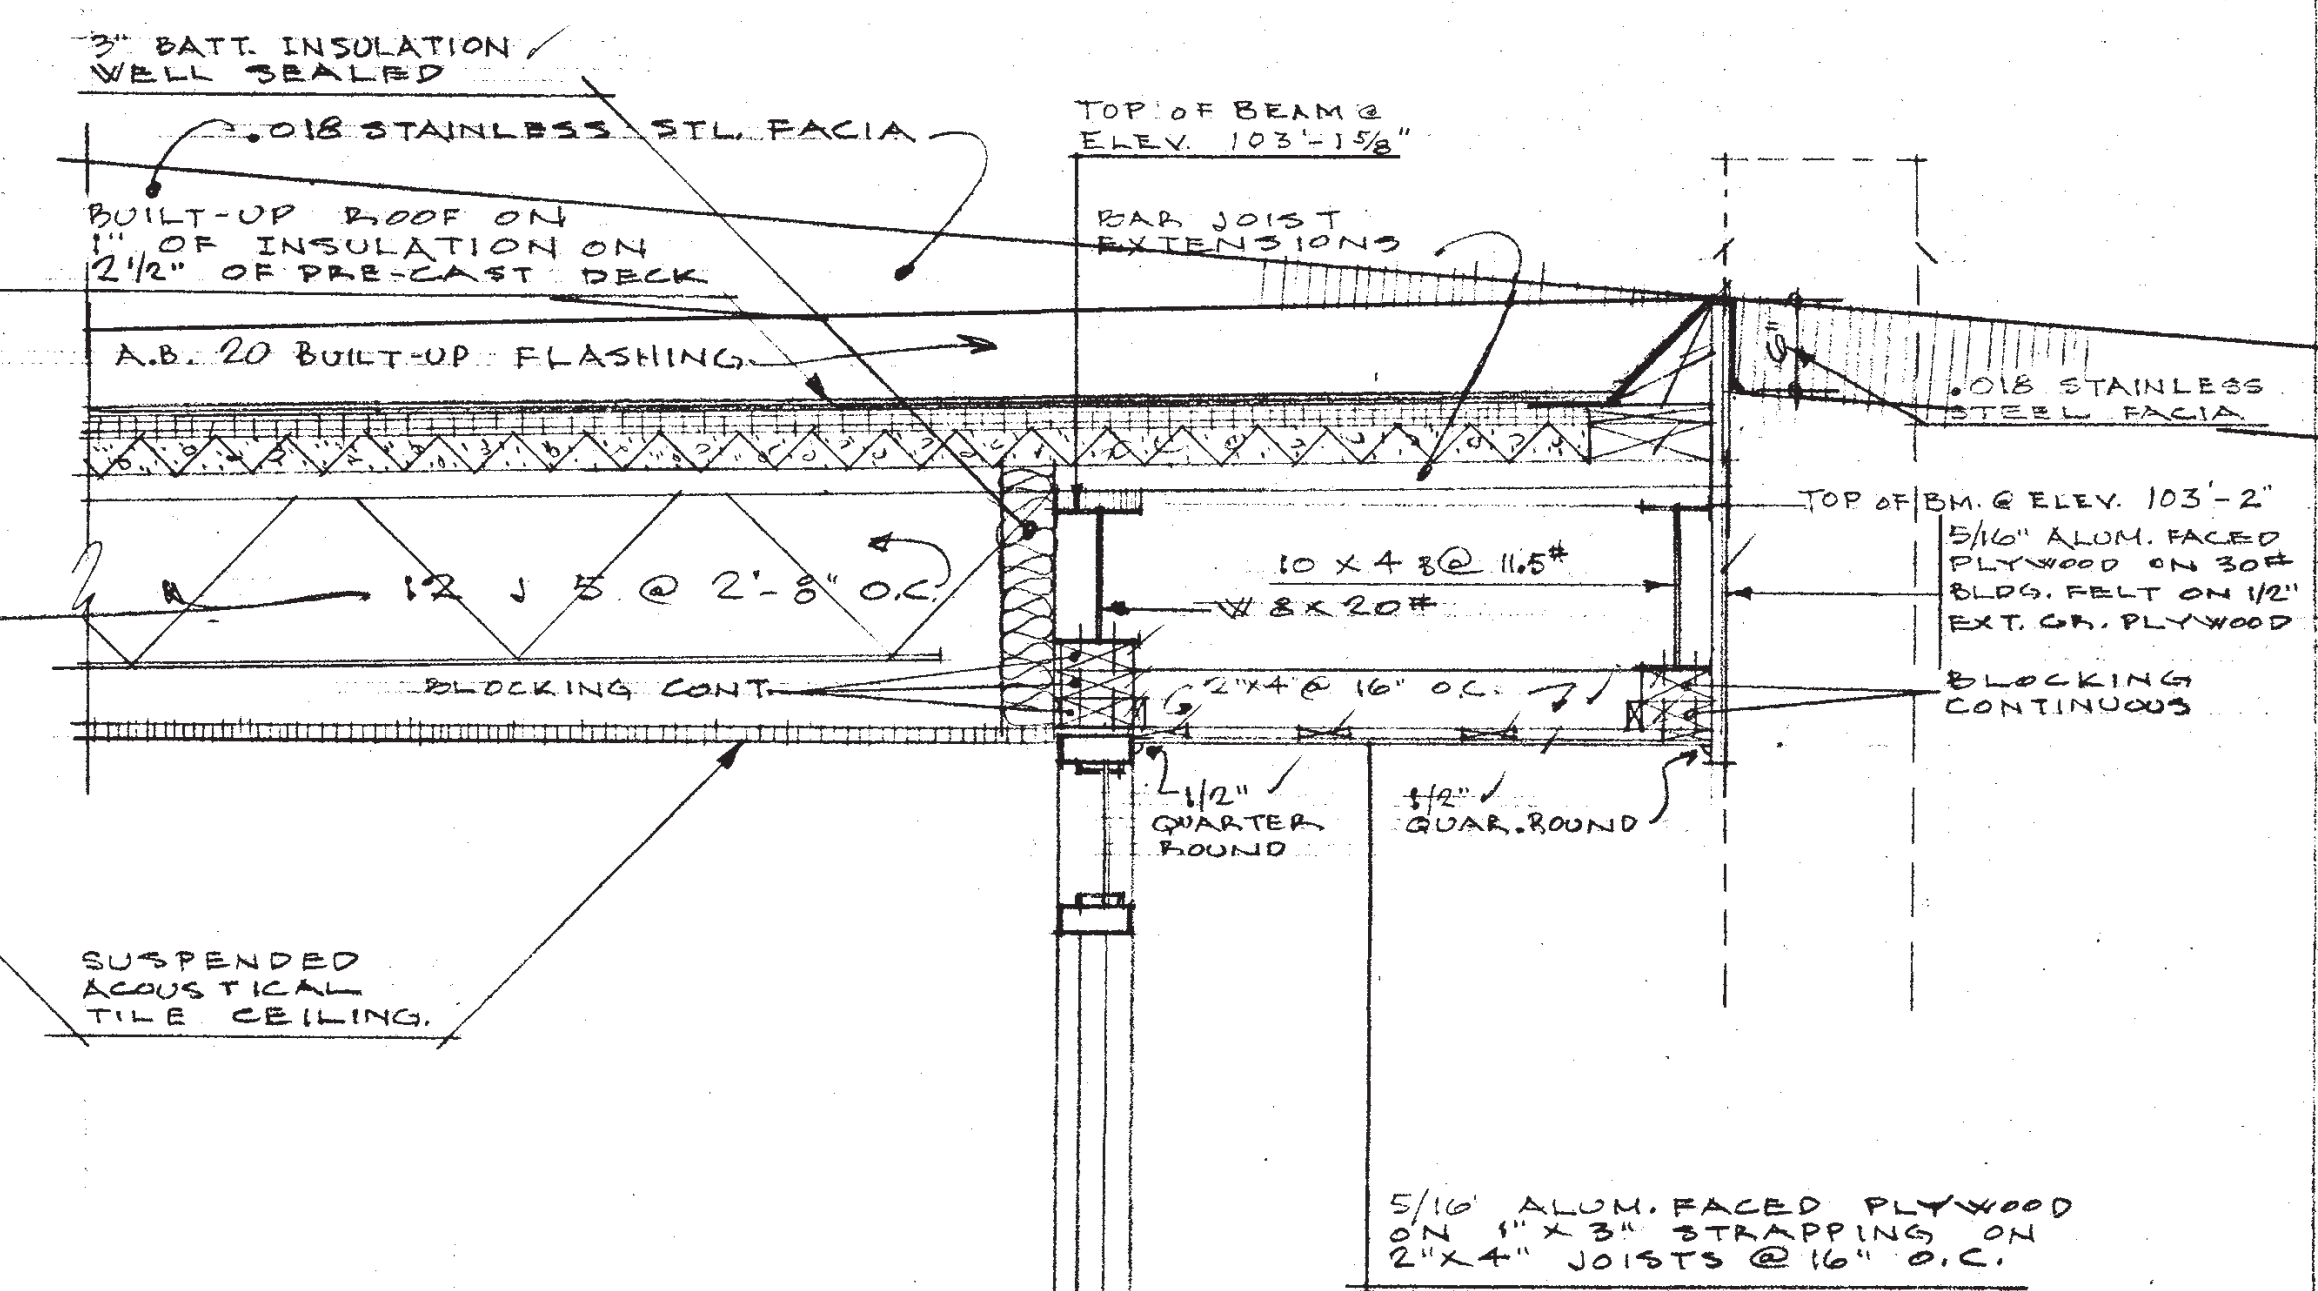 3" BATT. INSULATION
WELL SEALED
.018 STAINLESS STL. FACIA
TOP OF BEAM @
ELEV. 103'-1 5/8"
BUILT-UP ROOF ON
1" OF INSULATION ON
2 1/2" OF PRE-CAST DECK
BAR JOIST
EXTENSIONS
A.B. 20 BUILT-UP FLASHING.
6"
.018 STAINLESS
STEEL FACIA
TOP OF BM. @ ELEV. 103'-2"
5/16" ALUM. FACED
PLYWOOD ON 30#
BLDG. FELT ON 1/2"
EXT. GR. PLYWOOD
10 X 4 B@ 11.5#
12 J 5 @ 2'-8" O.C.
W 8 X 20#
BLOCKING CONT.
2"X4" @ 16" O.C.
BLOCKING
CONTINUOUS
1/2"
QUARTER
ROUND
1/2"
QUAR. ROUND
SUSPENDED
ACOUSTICAL
TILE CEILING.
5/16' ALUM. FACED PLYWOOD
ON 1" X 3" STRAPPING ON
2"X4" JOISTS @ 16" O.C.